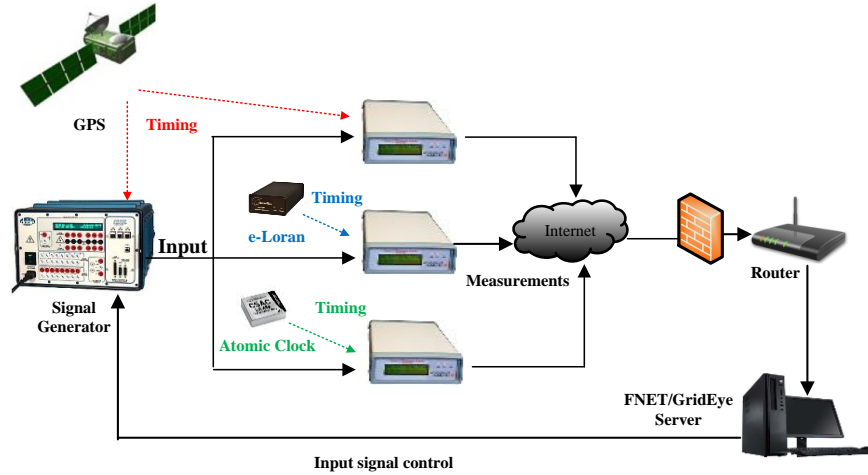 GPS
Timing
Timing
e-Loran
Input
Internet
Measurements
Router
Signal
Generator
CSAC
Timing
Atomic Clock
FNET/GridEye
Server
Input signal control